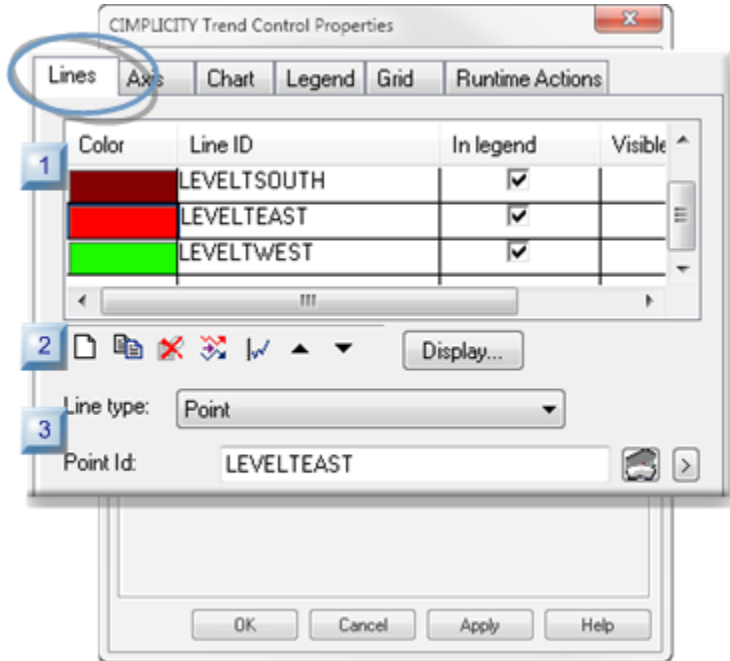 CIMPLICITY Trend Control Properties
Lines Axis Chart Legend Grid Runtime Actions
Color Line ID In legend Visible
1
LEVELTSOUTH
LEVELTEAST
LEVELTWEST
2 Display...
Line type: Point
3
Point Id: LEVELTEAST
OK Cancel Apply Help